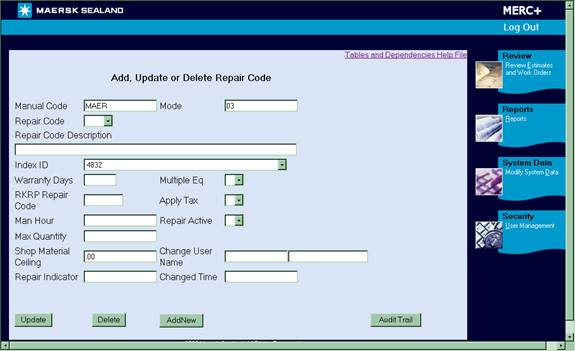 MAERSK SEALAND
MERC+
Log Out
Tables and Dependencies Help File
Add, Update or Delete Repair Code
Manual Code MAER Mode 03
Repair Code
Repair Code Description
Index ID 4832
Warranty Days Multiple Eq
RKRP Repair Code Apply Tax
Man Hour Repair Active
Max Quantity
Shop Material Ceiling .00 Change User Name
Repair Indicator Changed Time
Update Delete AddNew Audit Trail
Review
Review Estimates
and Work Orders
Reports
Reports
System Data
Modify System Data
Security
User Management